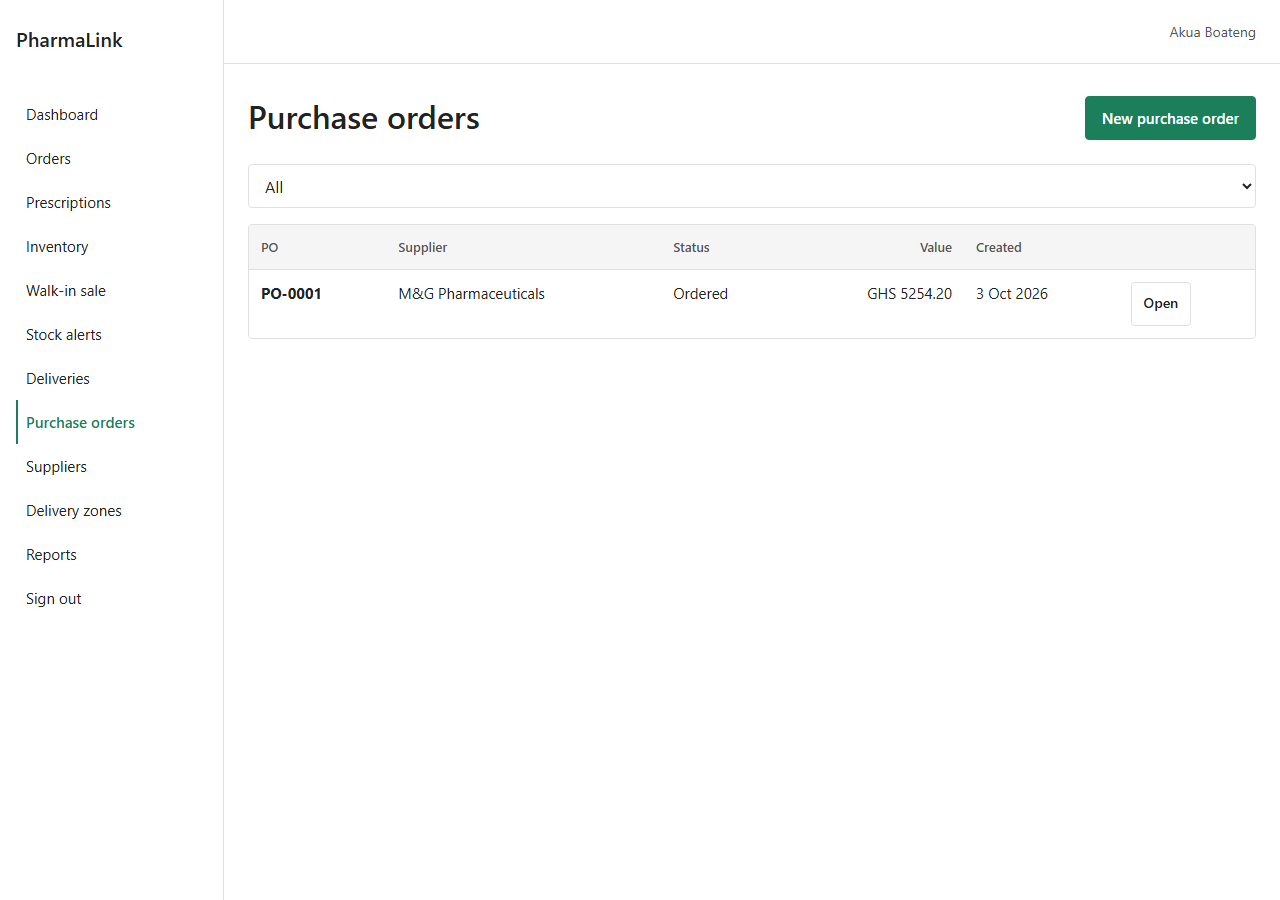 PharmaLink
Akua Boateng
Dashboard
Orders
Prescriptions
Inventory
Walk-in sale
Stock alerts
Deliveries
Purchase orders
Suppliers
Delivery zones
Reports
Sign out
Purchase orders
New purchase order
All
PO Supplier Status Value Created
PO-0001 M&G Pharmaceuticals Ordered GHS 5254.20 3 Oct 2026 Open